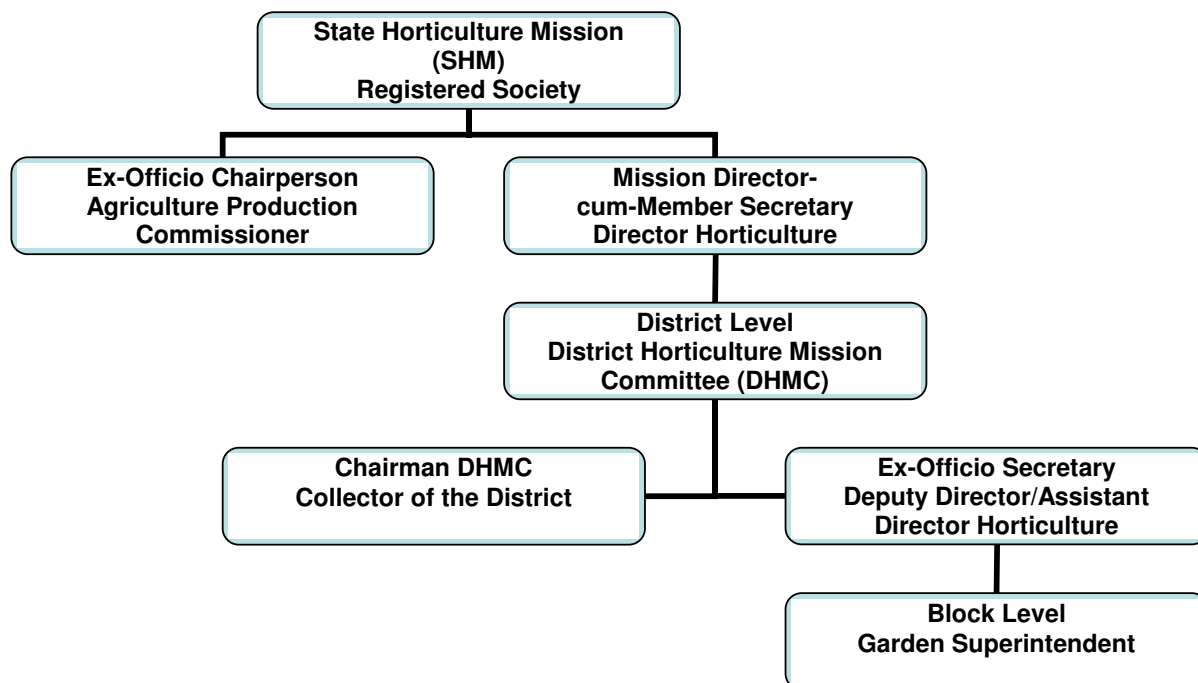 State Horticulture Mission
(SHM)
Registered Society
Ex-Officio Chairperson
Agriculture Production
Commissioner
Mission Director-
cum-Member Secretary
Director Horticulture
District Level
District Horticulture Mission
Committee (DHMC)
Chairman DHMC
Collector of the District
Ex-Officio Secretary
Deputy Director/Assistant
Director Horticulture
Block Level
Garden Superintendent